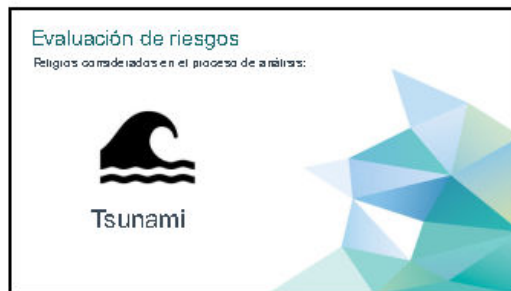 Evaluación de riesgos
Peligros considerados en el proceso de análisis:
Tsunami